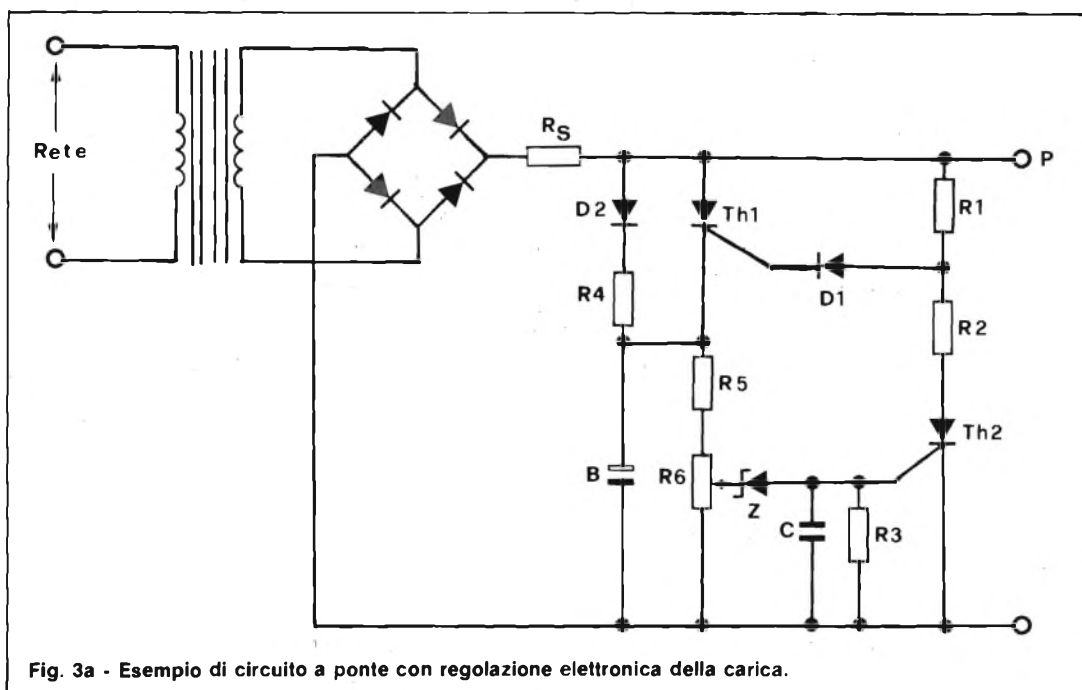 Rete
RS
P
D2
Th1
R1
R4
D1
R2
R5
Th2
B
R6
Z
C
R3
Fig. 3a - Esempio di circuito a ponte con regolazione elettronica della carica.